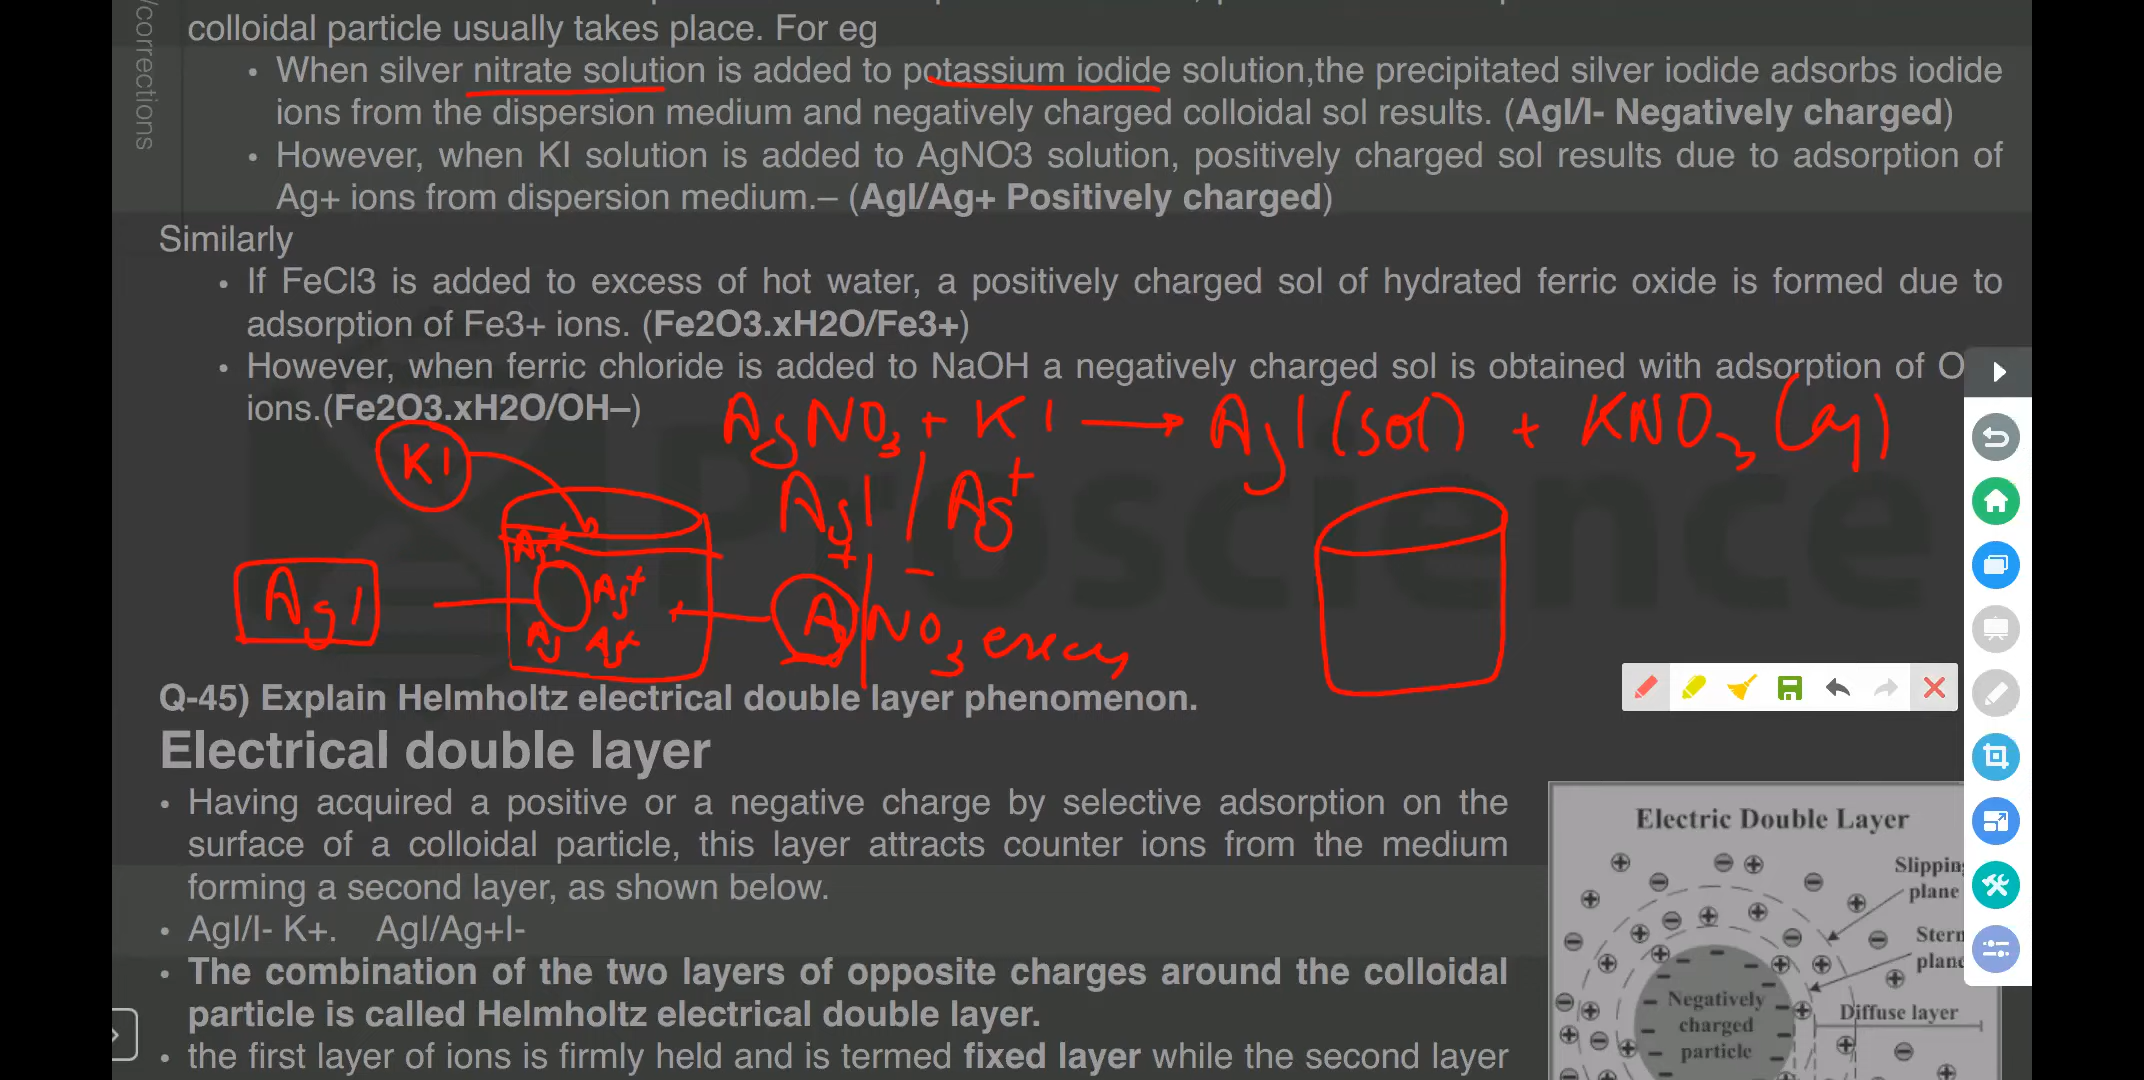 /corrections
colloidal particle usually takes place. For eg
• When silver nitrate solution is added to potassium iodide solution,the precipitated silver iodide adsorbs iodide
ions from the dispersion medium and negatively charged colloidal sol results. (AgI/I- Negatively charged)
• However, when KI solution is added to AgNO3 solution, positively charged sol results due to adsorption of
Ag+ ions from dispersion medium.– (AgI/Ag+ Positively charged)
Similarly
• If FeCl3 is added to excess of hot water, a positively charged sol of hydrated ferric oxide is formed due to
adsorption of Fe3+ ions. (Fe2O3.xH2O/Fe3+)
• However, when ferric chloride is added to NaOH a negatively charged sol is obtained with adsorption of O
ions.(Fe2O3.xH2O/OH–)
AgNO3 + KI → AgI (sol) + KNO3 (aq)
KI
AgI / Ag+
Ag+
AgI
Ag+
Ag Ag+
Ag NO3 excess
Proscience
Q-45) Explain Helmholtz electrical double layer phenomenon.
Electrical double layer
• Having acquired a positive or a negative charge by selective adsorption on the
surface of a colloidal particle, this layer attracts counter ions from the medium
forming a second layer, as shown below.
• AgI/I- K+. AgI/Ag+I-
• The combination of the two layers of opposite charges around the colloidal
particle is called Helmholtz electrical double layer.
• the first layer of ions is firmly held and is termed fixed layer while the second layer
Electric Double Layer
Slipping
plane
Stern
plane
Negatively
charged
particle
Diffuse layer